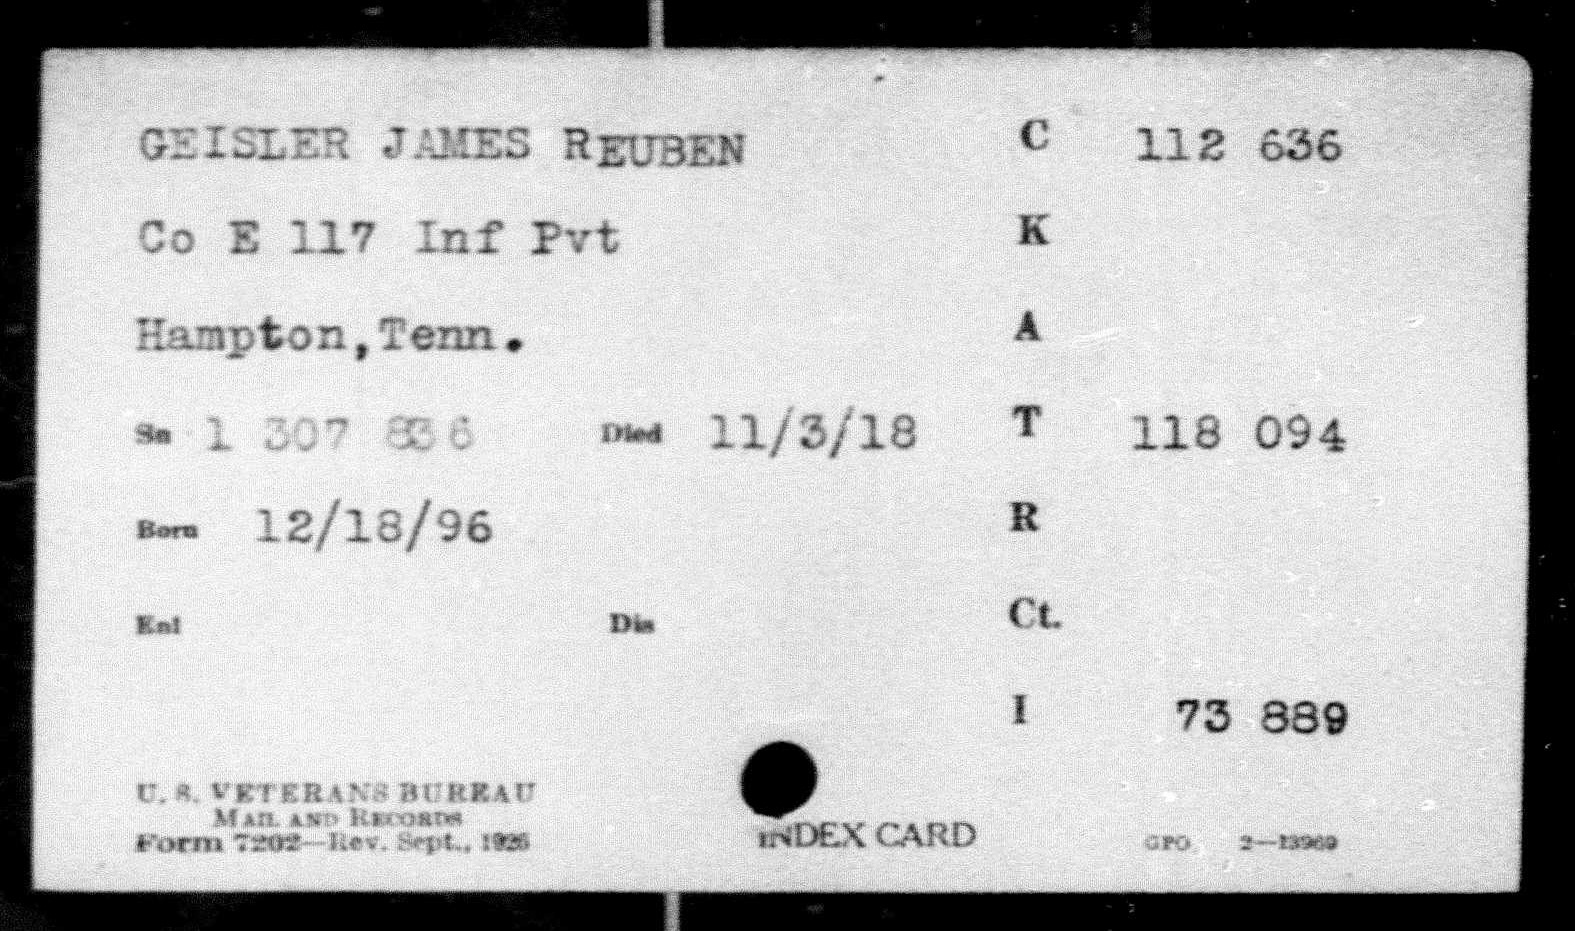 GEISLER JAMES REUBEN C 112 636
Co E 117 Inf Pvt K
Hampton,Tenn. A
Sn 1 307 836 Died 11/3/18 T 118 094
Born 12/18/96 R
Enl Dis Ct.
I 73 889
U. S. VETERANS BUREAU
MAIL AND RECORDS
Form 7202—Rev. Sept., 1926
INDEX CARD
GPO 2—13969